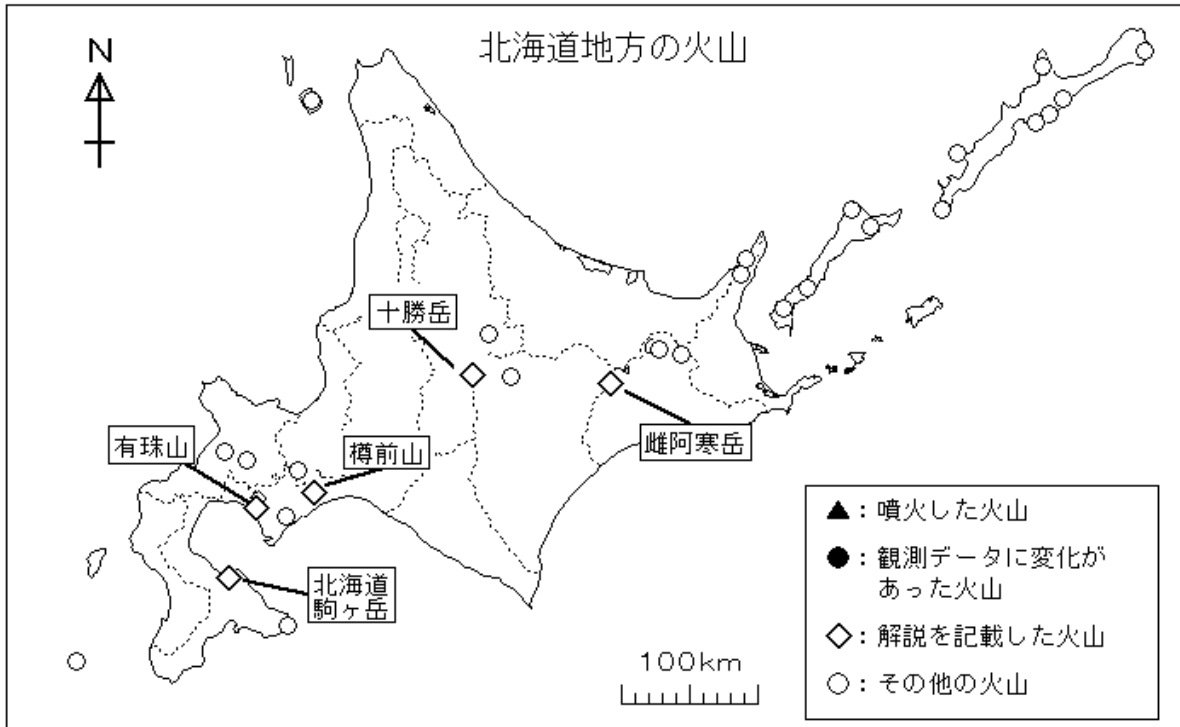 北海道地方の火山
N
十勝岳
有珠山
樽前山
雌阿寒岳
北海道
駒ヶ岳
▲：噴火した火山
●：観測データに変化が
あった火山
◇：解説を記載した火山
○：その他の火山
100km